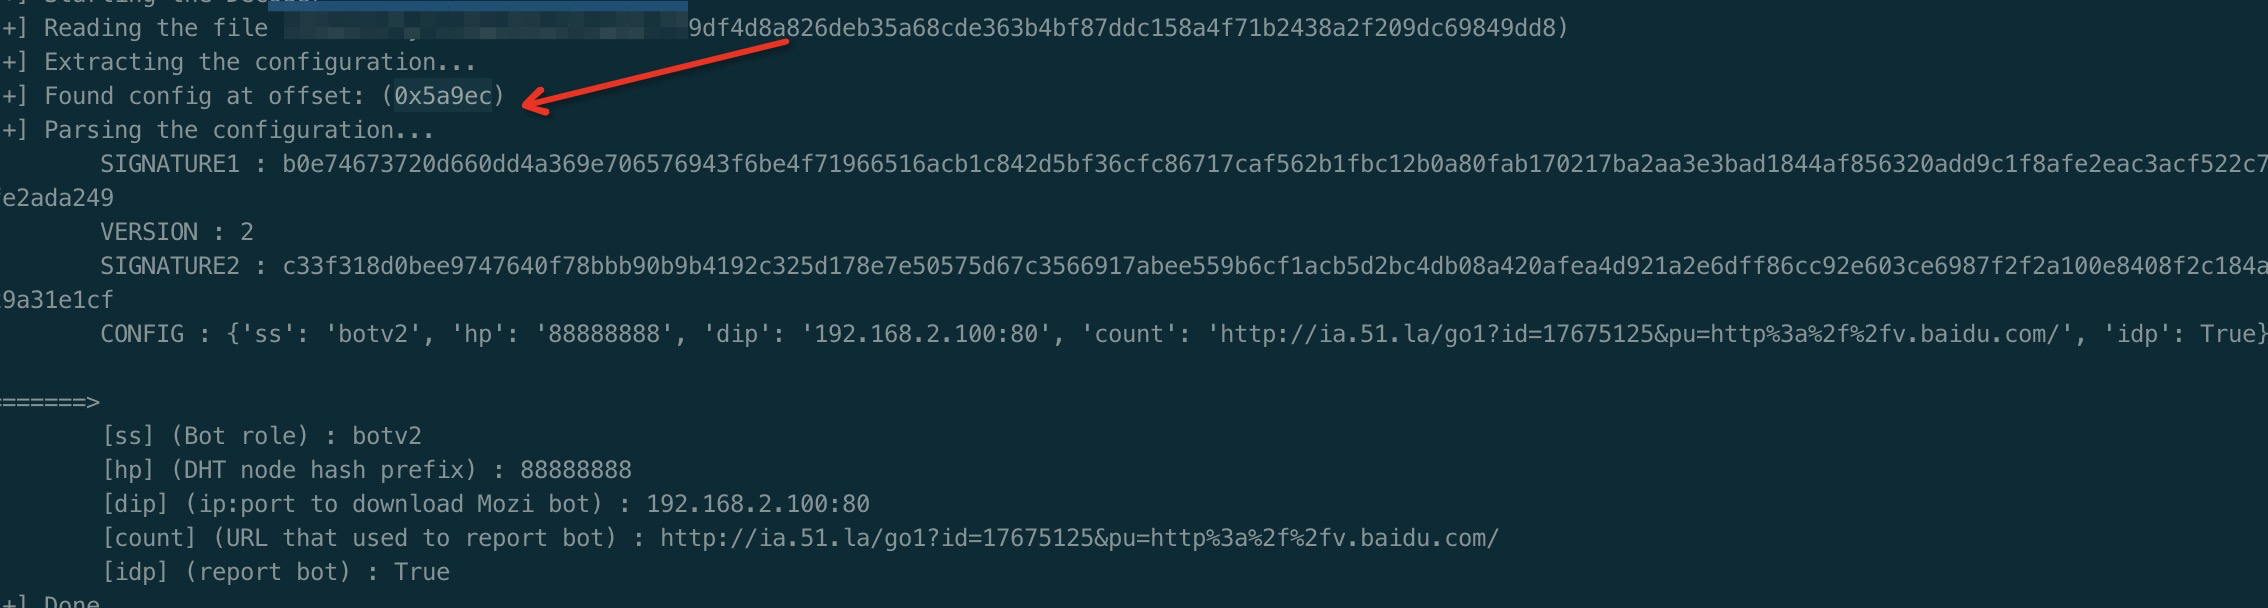 +] Reading the file 9df4d8a826deb35a68cde363b4bf87ddc158a4f71b2438a2f209dc69849dd8)
+] Extracting the configuration...
+] Found config at offset: (0x5a9ec)
+] Parsing the configuration...
SIGNATURE1 : b0e74673720d660dd4a369e706576943f6be4f71966516acb1c842d5bf36cfc86717caf562b1fbc12b0a80fab170217ba2aa3e3bad1844af856320add9c1f8afe2eac3acf522c7
fe2ada249
VERSION : 2
SIGNATURE2 : c33f318d0bee9747640f78bbb90b9b4192c325d178e7e50575d67c3566917abee559b6cf1acb5d2bc4db08a420afea4d921a2e6dff86cc92e603ce6987f2f2a100e8408f2c184a
9a31e1cf
CONFIG : {'ss': 'botv2', 'hp': '88888888', 'dip': '192.168.2.100:80', 'count': 'http://ia.51.la/go1?id=17675125&pu=http%3a%2f%2fv.baidu.com/', 'idp': True}
======>
[ss] (Bot role) : botv2
[hp] (DHT node hash prefix) : 88888888
[dip] (ip:port to download Mozi bot) : 192.168.2.100:80
[count] (URL that used to report bot) : http://ia.51.la/go1?id=17675125&pu=http%3a%2f%2fv.baidu.com/
[idp] (report bot) : True
+] Done